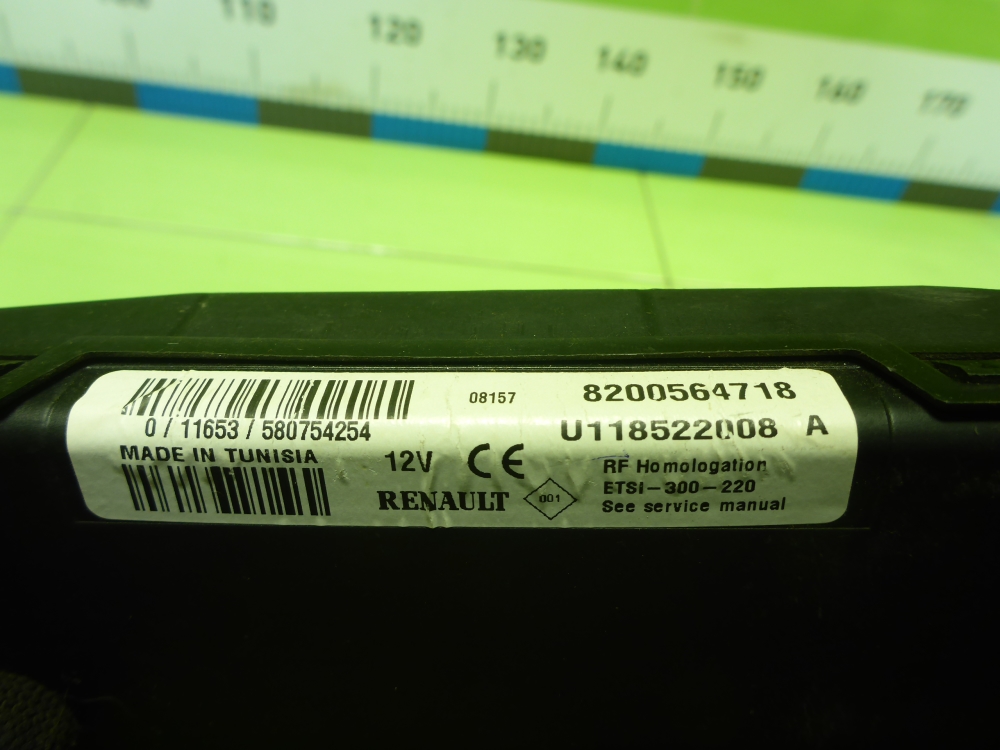 110 120 130 140 150 160 170
08157 8200564718
0 / 11653 / 580754254 U118522008 A
MADE IN TUNISIA 12V CE RF Homologation
ETSI-300-220
RENAULT 001 See service manual